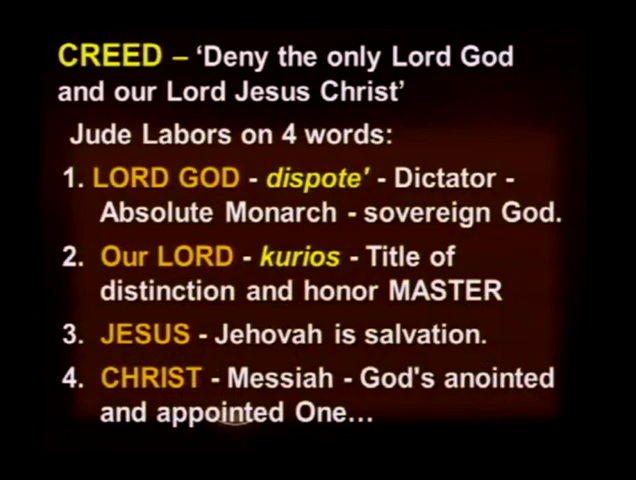 CREED – ‘Deny the only Lord God
and our Lord Jesus Christ’
Jude Labors on 4 words:
1. LORD GOD - dispote' - Dictator -
Absolute Monarch - sovereign God.
2. Our LORD - kurios - Title of
distinction and honor MASTER
3. JESUS - Jehovah is salvation.
4. CHRIST - Messiah - God's anointed
and appointed One…